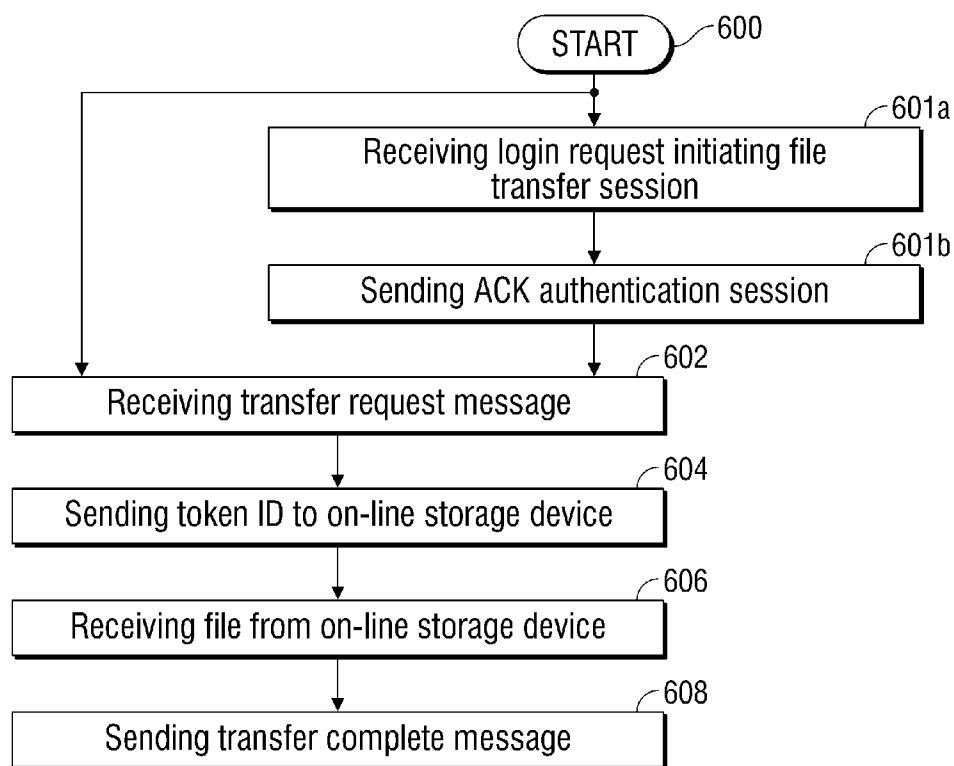 START
600
601a
Receiving login request initiating file
transfer session
601b
Sending ACK authentication session
602
Receiving transfer request message
604
Sending token ID to on-line storage device
606
Receiving file from on-line storage device
608
Sending transfer complete message